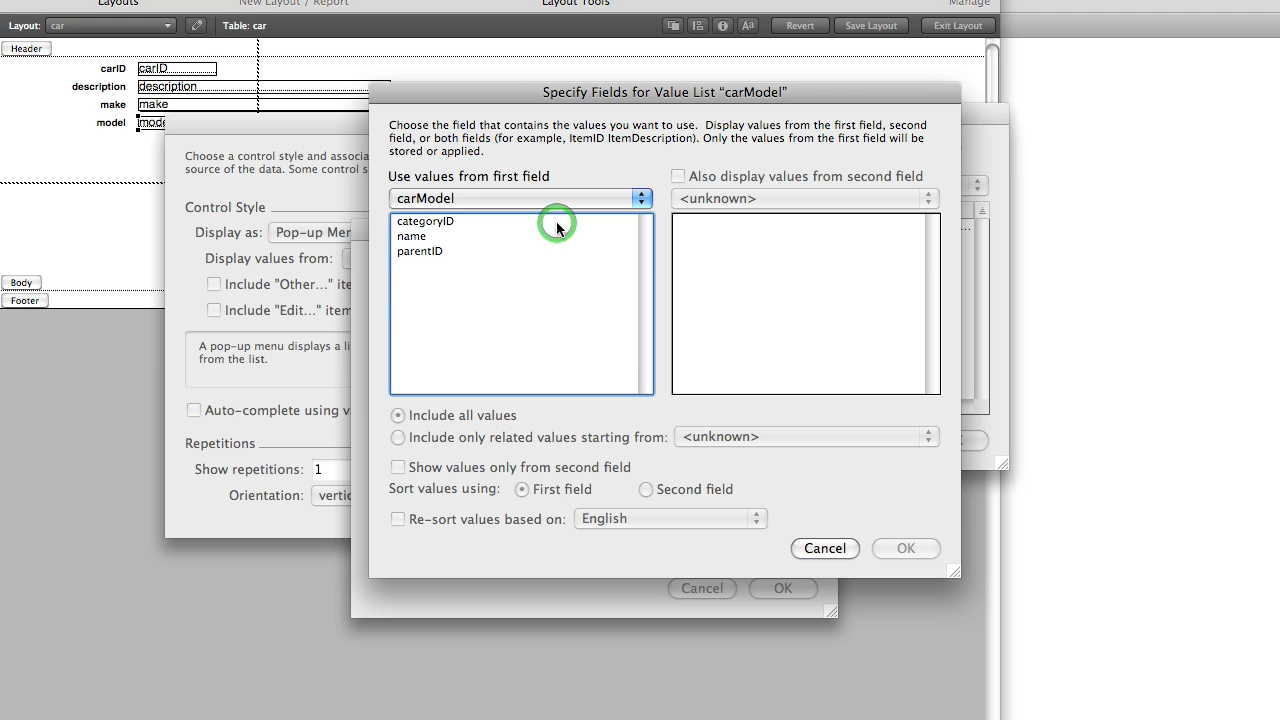 Layouts
New Layout / Report
Layout Tools
Manage
Layout: car
Table: car
Aa
Revert
Save Layout
Exit Layout
Header
carID carID
description description
make make
model mode
Body
Footer
Choose a control style and associa
source of the data. Some control s
Control Style
Display as: Pop-up Men
Display values from:
Include "Other..." ite
Include "Edit..." item
A pop-up menu displays a li
from the list.
Auto-complete using va
Repetitions
Show repetitions: 1
Orientation: vertic
Specify Fields for Value List “carModel”
Choose the field that contains the values you want to use. Display values from the first field, second
field, or both fields (for example, ItemID ItemDescription). Only the values from the first field will be
stored or applied.
Use values from first field
Also display values from second field
carModel
<unknown>
categoryID
name
parentID
Include all values
Include only related values starting from: <unknown>
Show values only from second field
Sort values using: First field Second field
Re-sort values based on: English
Cancel OK
Cancel OK